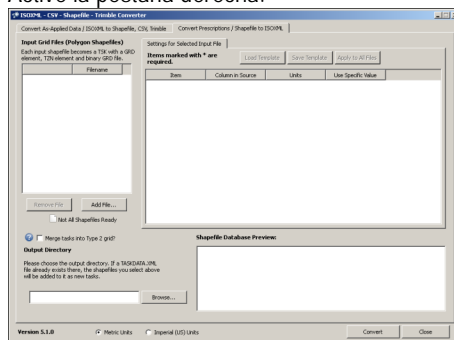 Active la pestaña derecha.
ISOXML - CSV - Shapefile - Trimble Converter
Convert As-Applied Data / ISOXML to Shapefile, CSV, Trimble
Convert Prescriptions / Shapefile to ISOXML
Input Grid Files (Polygon Shapefiles)
Each input shapefile becomes a TSK with a GRD
element, TZN element and binary GRD file.
Filename
Remove File
Add File...
Not All Shapefiles Ready
Settings for Selected Input File
Items marked with * are
required.
Load Template
Save Template
Apply to All Files
Item
Column in Source
Units
Use Specific Value
Merge tasks into Type 2 grid?
Output Directory
Please choose the output directory. If a TASKDATA.XML
file already exists there, the shapefiles you select above
will be added to it as new tasks.
Browse...
Shapefile Database Preview:
Version 5.1.0
Metric Units
Imperial (US) Units
Convert
Close